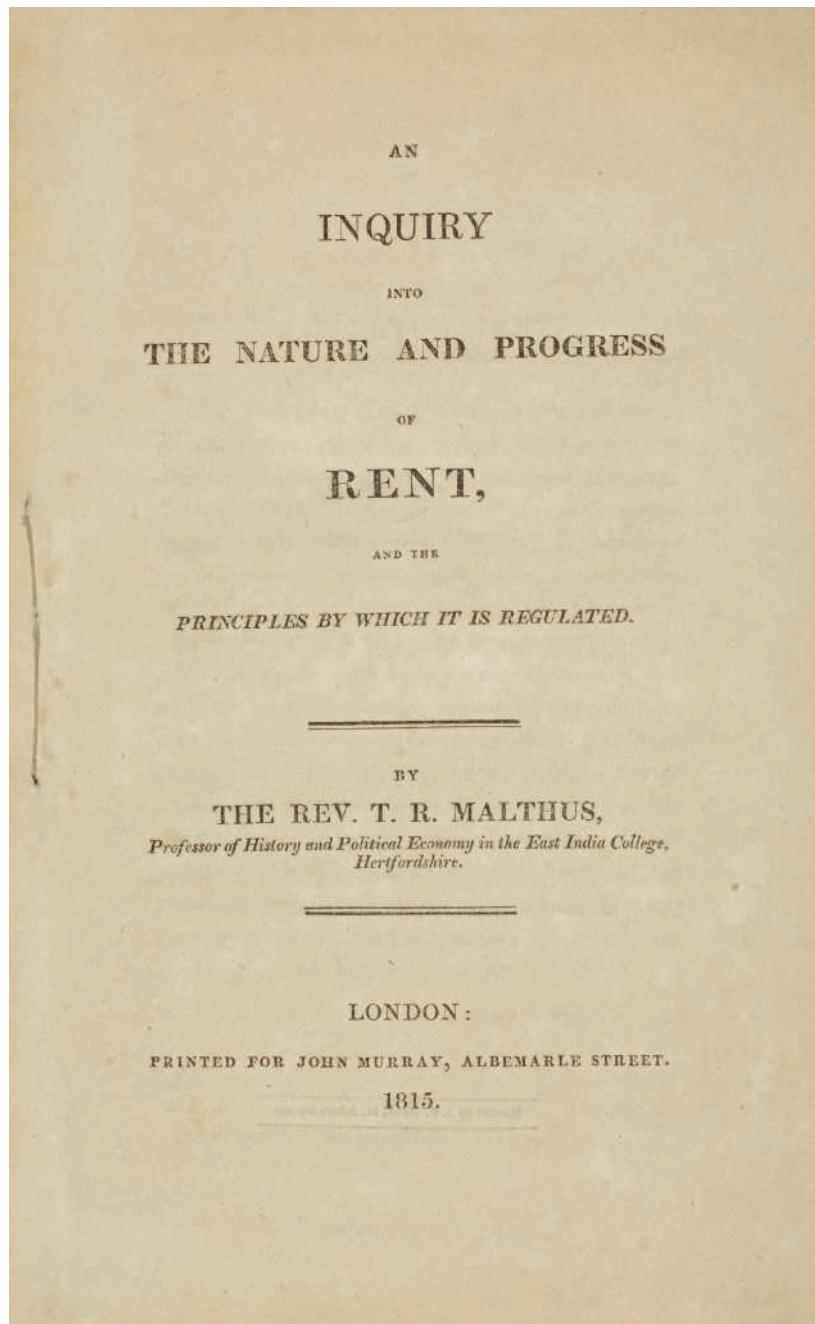 AN
INQUIRY
INTO
THE NATURE AND PROGRESS
OF
RENT,
AND THE
PRINCIPLES BY WHICH IT IS REGULATED.
BY
THE REV. T. R. MALTHUS,
Professor of History and Political Economy in the East India College,
Hertfordshire.
LONDON:
PRINTED FOR JOHN MURRAY, ALBEMARLE STREET.
1815.